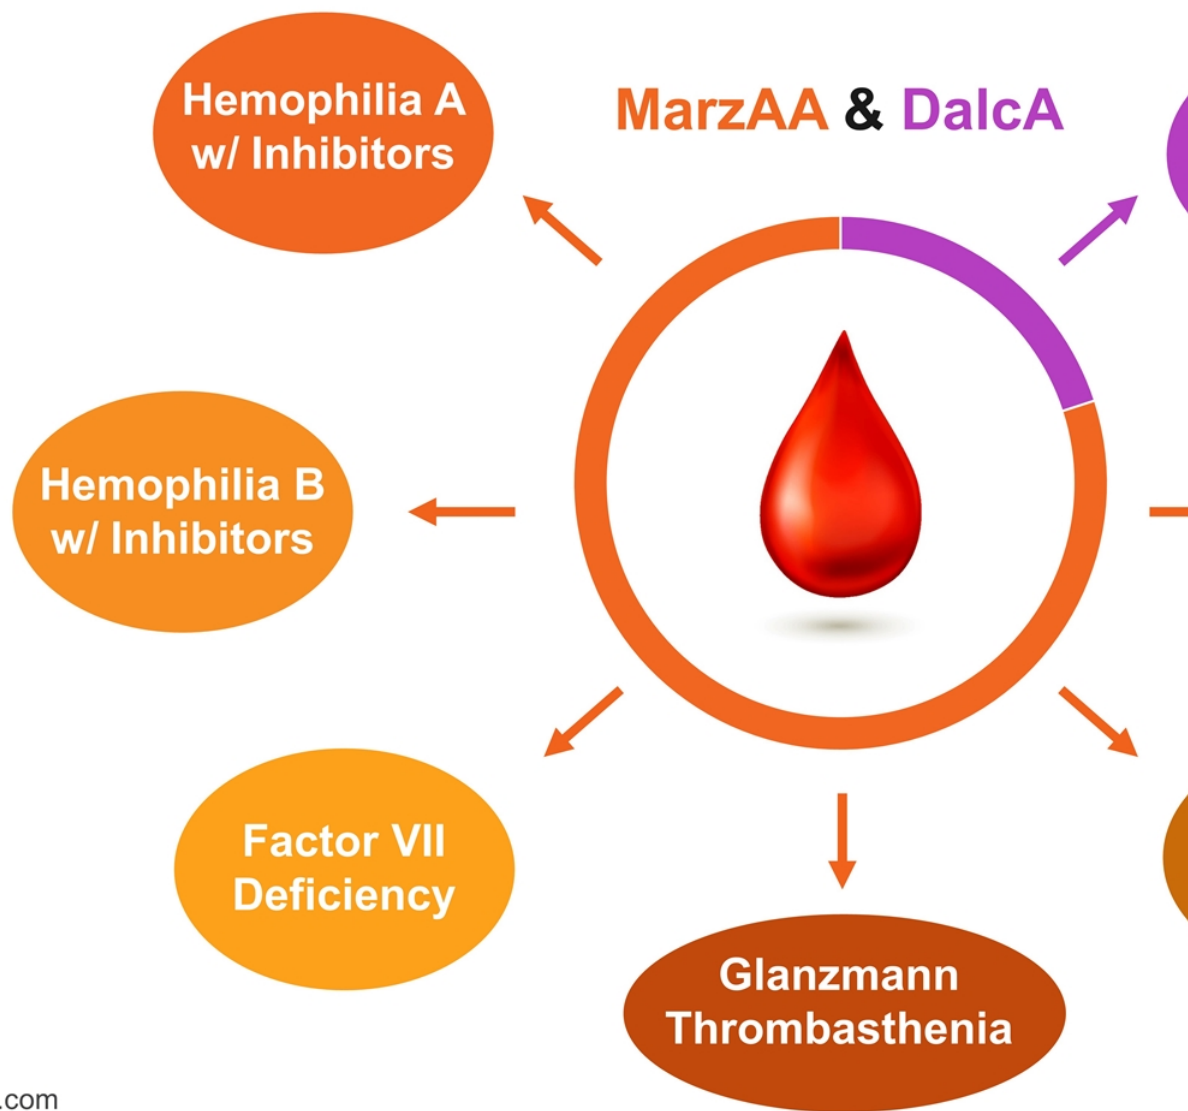 Hemophilia A
w/ Inhibitors
MarzAA & DalcA
Hemophilia B
w/ Inhibitors
Factor VII
Deficiency
Glanzmann
Thrombasthenia
.com